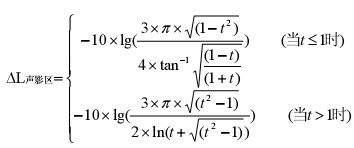 ΔL声影区= { −10×lg( (3×π×√(1−t²)) / (4×tan⁻¹√((1−t)/(1+t))) ) (当t≤1时)
−10×lg( (3×π×√(t²−1)) / (2×ln(t+√(t²−1))) ) (当t>1时)